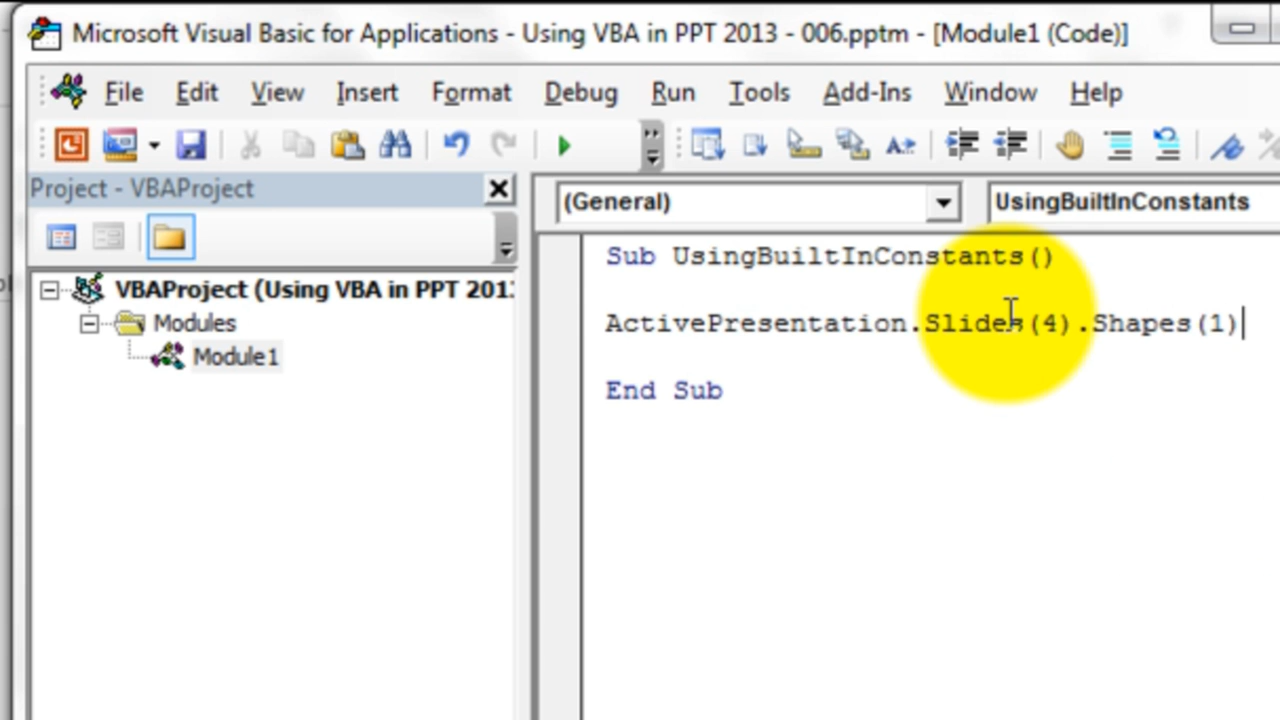 Microsoft Visual Basic for Applications - Using VBA in PPT 2013 - 006.pptm - [Module1 (Code)]
File Edit View Insert Format Debug Run Tools Add-Ins Window Help
Project - VBAProject
(General)
UsingBuiltInConstants
VBAProject (Using VBA in PPT 201
Modules
Module1
Sub UsingBuiltInConstants()
ActivePresentation.Slides(4).Shapes(1)
End Sub